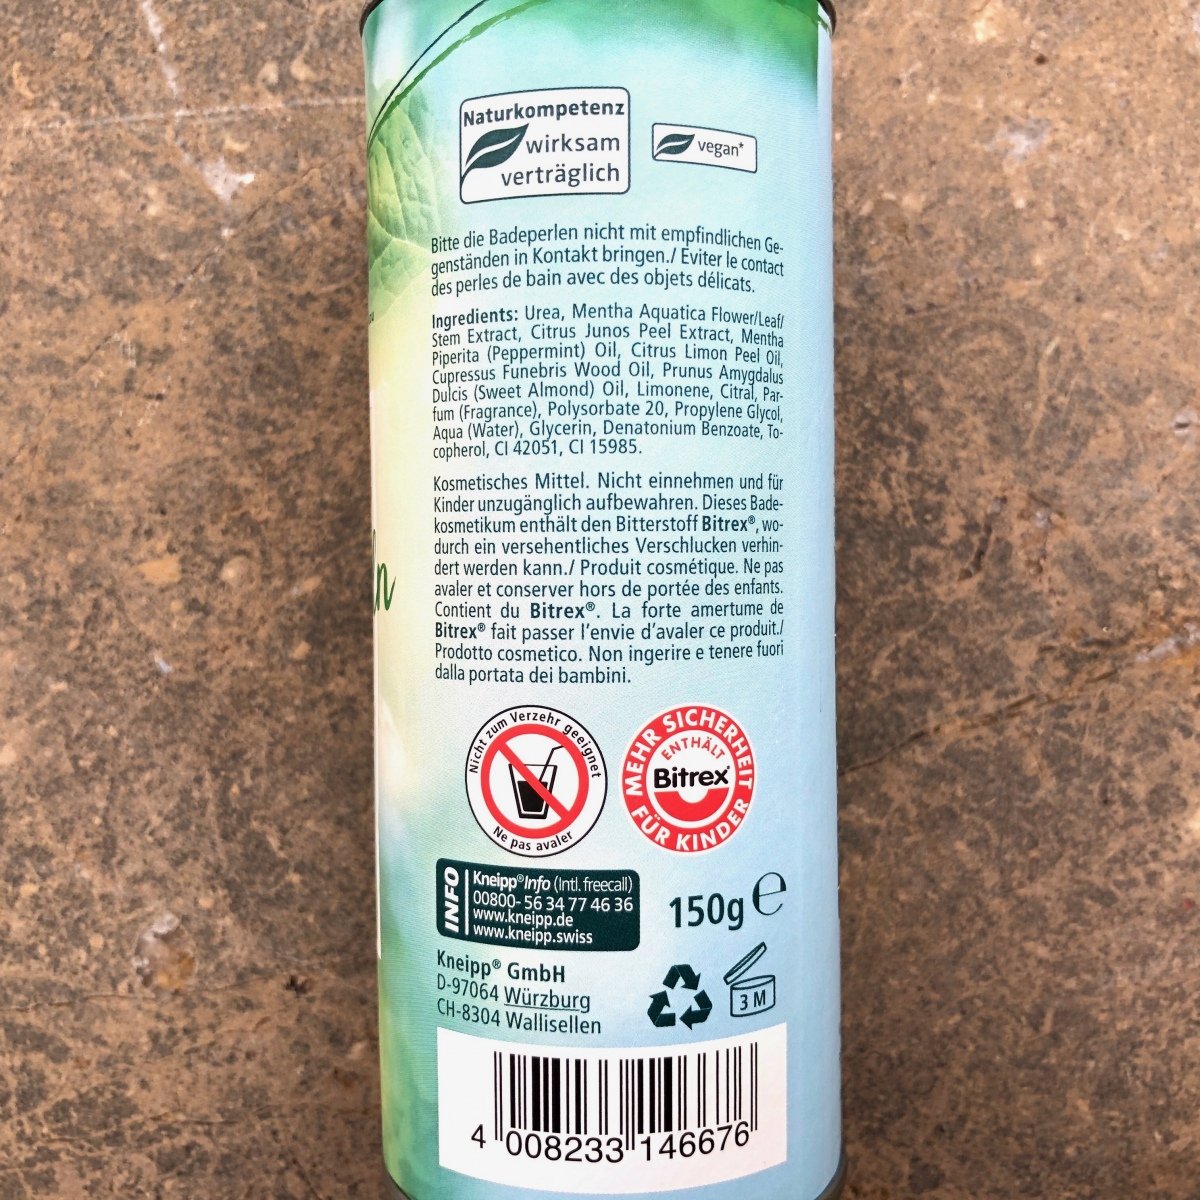 Naturkompetenz
wirksam
verträglich
vegan*
Bitte die Badeperlen nicht mit empfindlichen Ge-
genständen in Kontakt bringen./ Eviter le contact
des perles de bain avec des objets délicats.
Ingredients: Urea, Mentha Aquatica Flower/Leaf/
Stem Extract, Citrus Junos Peel Extract, Mentha
Piperita (Peppermint) Oil, Citrus Limon Peel Oil,
Cupressus Funebris Wood Oil, Prunus Amygdalus
Dulcis (Sweet Almond) Oil, Limonene, Citral, Par-
fum (Fragrance), Polysorbate 20, Propylene Glycol,
Aqua (Water), Glycerin, Denatonium Benzoate, To-
copherol, CI 42051, CI 15985.
Kosmetisches Mittel. Nicht einnehmen und für
Kinder unzugänglich aufbewahren. Dieses Bade-
kosmetikum enthält den Bitterstoff Bitrex®, wo-
durch ein versehentliches Verschlucken verhin-
dert werden kann./ Produit cosmétique. Ne pas
avaler et conserver hors de portée des enfants.
Contient du Bitrex®. La forte amertume de
Bitrex® fait passer l'envie d'avaler ce produit./
Prodotto cosmetico. Non ingerire e tenere fuori
dalla portata dei bambini.
Nicht zum Verzehr geeignet
Ne pas avaler
MEHR SICHERHEIT
ENTHÄLT
Bitrex®
FÜR KINDER
INFO
Kneipp®Info (Intl. freecall)
00800- 56 34 77 46 36
www.kneipp.de
www.kneipp.swiss
150g ℮
Kneipp® GmbH
D-97064 Würzburg
CH-8304 Wallisellen
3 M
4 008233 146676